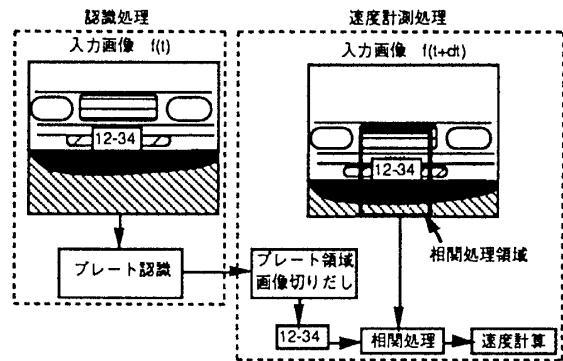 認識処理
入力画像 f(t)
12-34
プレート認識
速度計測処理
入力画像 f(t+dt)
12-34
相関処理領域
プレート領域
画像切りだし
12-34
相関処理
速度計算